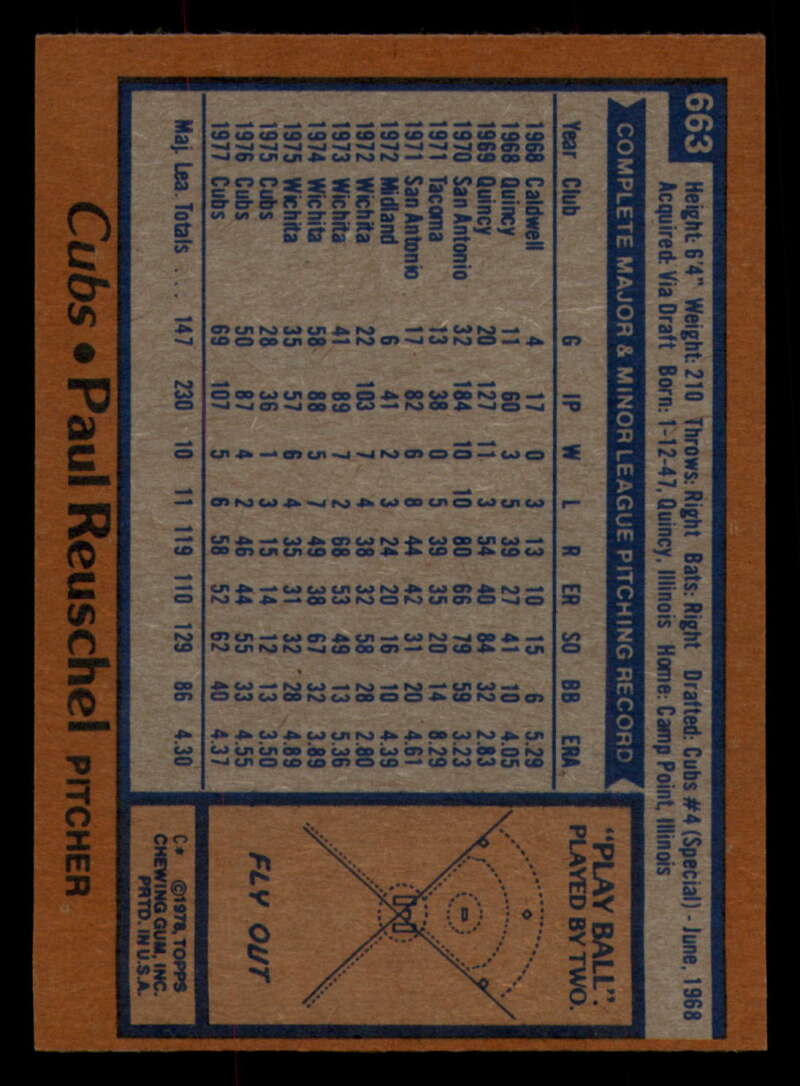 663
Height: 6'4" Weight: 210 Throws: Right Bats: Right Drafted: Cubs #4 (Special) - June, 1968
Acquired: Via Draft Born: 1-12-47, Quincy, Illinois Home: Camp Point, Illinois
COMPLETE MAJOR & MINOR LEAGUE PITCHING RECORD
Year Club G IP W L R ER SO BB ERA
1968 Caldwell 4 17 0 3 13 10 15 6 5.29
1968 Quincy 11 60 3 5 39 27 41 10 4.05
1969 Quincy 20 127 11 3 54 40 84 32 2.83
1970 San Antonio 32 184 10 10 80 66 79 59 3.23
1971 Tacoma 13 38 0 5 39 35 20 14 8.29
1971 San Antonio 17 82 6 8 44 42 31 20 4.61
1972 Midland 6 41 2 3 24 20 16 10 4.39
1972 Wichita 22 103 7 4 38 32 58 28 2.80
1973 Wichita 41 89 7 2 68 53 49 13 5.36
1974 Wichita 58 88 5 7 49 38 67 32 3.89
1975 Wichita 35 57 6 4 35 31 32 28 4.89
1975 Cubs 28 36 1 3 15 14 12 13 3.50
1976 Cubs 50 87 4 2 46 44 55 33 4.55
1977 Cubs 69 107 5 6 58 52 62 40 4.37
Maj. Lea. Totals ... 147 230 10 11 119 110 129 86 4.30
"PLAY BALL":
PLAYED BY TWO.
FLY OUT
C* ©1978, TOPPS
CHEWING GUM, INC.
PRTD. IN U.S.A.
Cubs • Paul Reuschel PITCHER